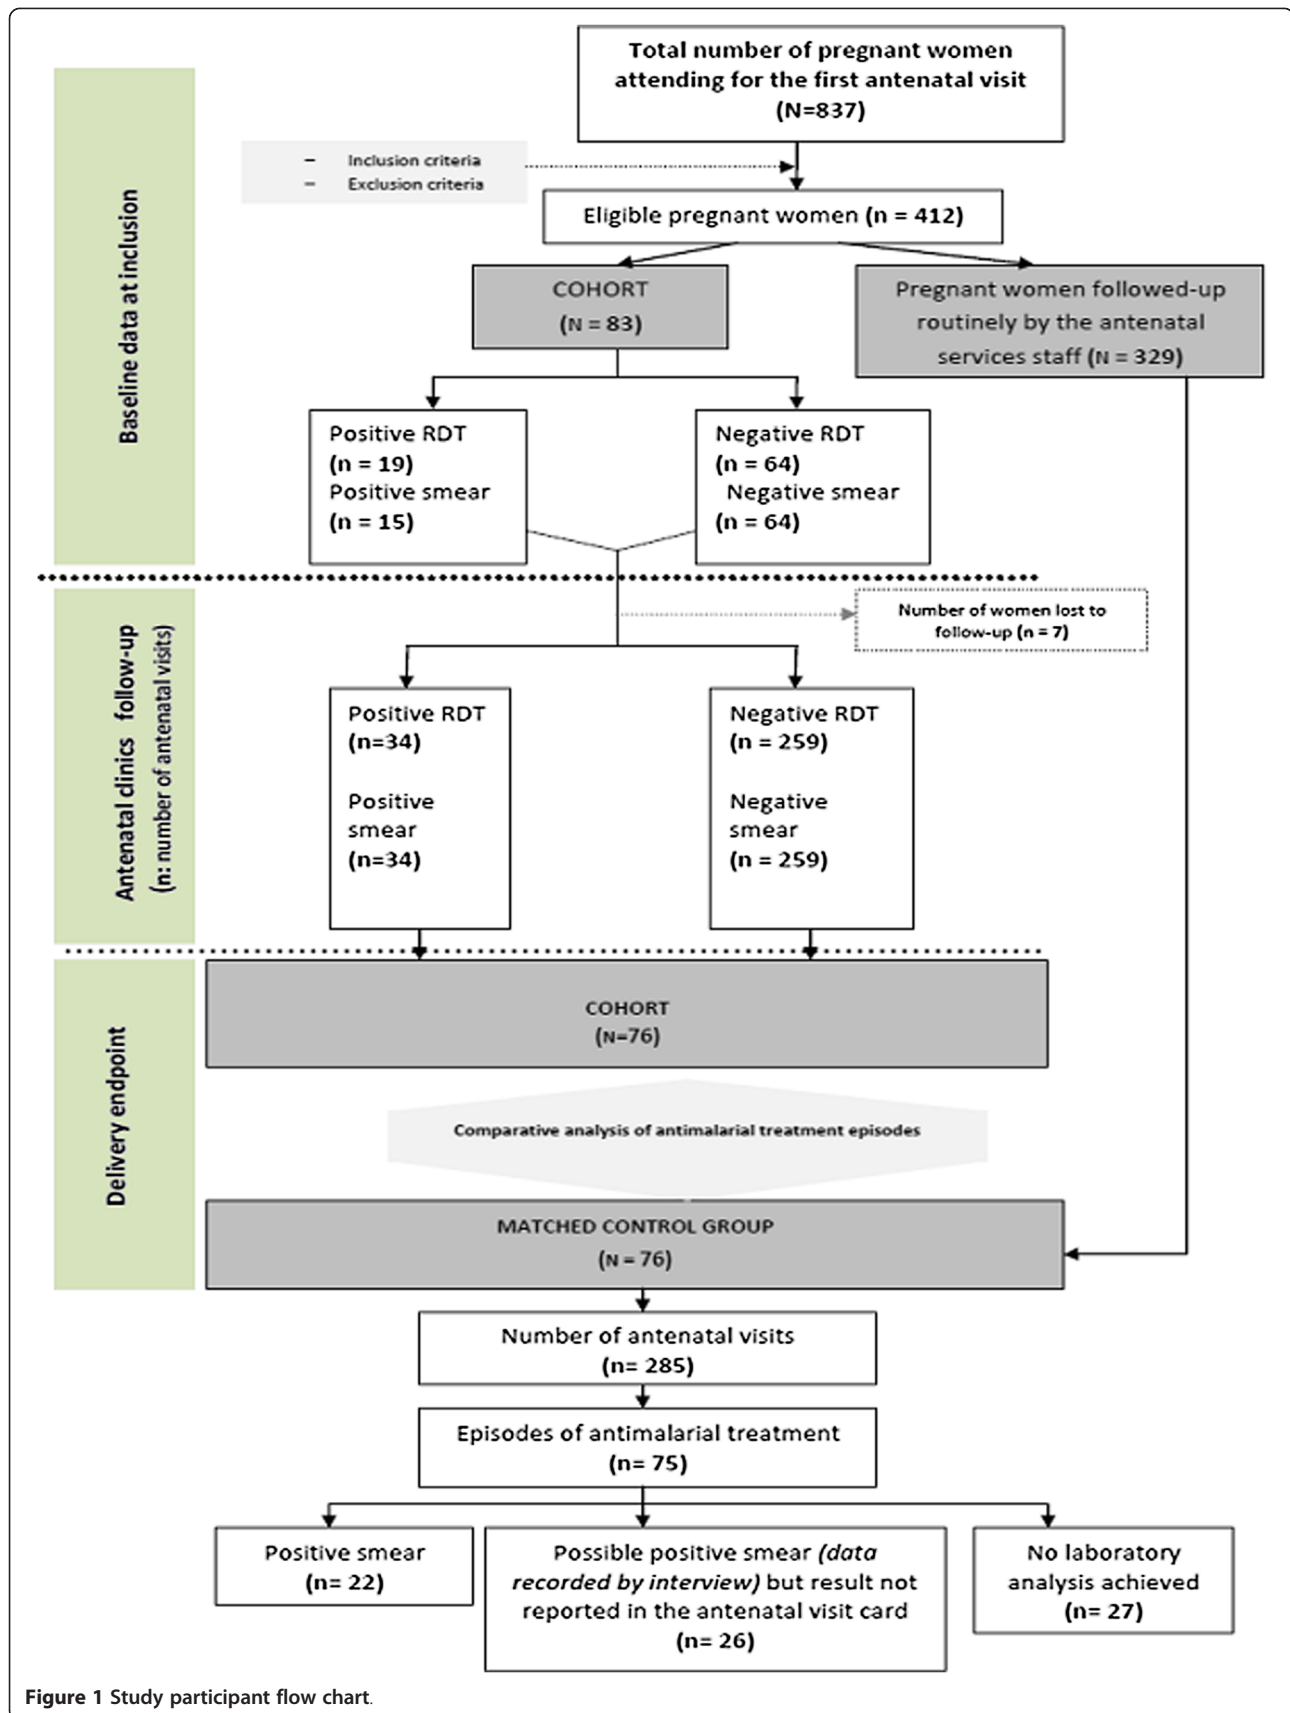 Total number of pregnant women
attending for the first antenatal visit
(N=837)
– Inclusion criteria
– Exclusion criteria
Eligible pregnant women (n = 412)
Baseline data at inclusion
COHORT
(N = 83)
Pregnant women followed-up
routinely by the antenatal
services staff (N = 329)
Positive RDT
(n = 19)
Positive smear
(n = 15)
Negative RDT
(n = 64)
Negative smear
(n = 64)
Antenatal clinics follow-up
(n: number of antenatal visits)
Number of women lost to
follow-up (n = 7)
Positive RDT
(n=34)
Positive
smear
(n=34)
Negative RDT
(n = 259)
Negative
smear
(n = 259)
Delivery endpoint
COHORT
(N=76)
Comparative analysis of antimalarial treatment episodes
MATCHED CONTROL GROUP
(N = 76)
Number of antenatal visits
(n= 285)
Episodes of antimalarial treatment
(n= 75)
Positive smear
(n= 22)
Possible positive smear (data
recorded by interview) but result not
reported in the antenatal visit card
(n= 26)
No laboratory
analysis achieved
(n= 27)
Figure 1 Study participant flow chart.